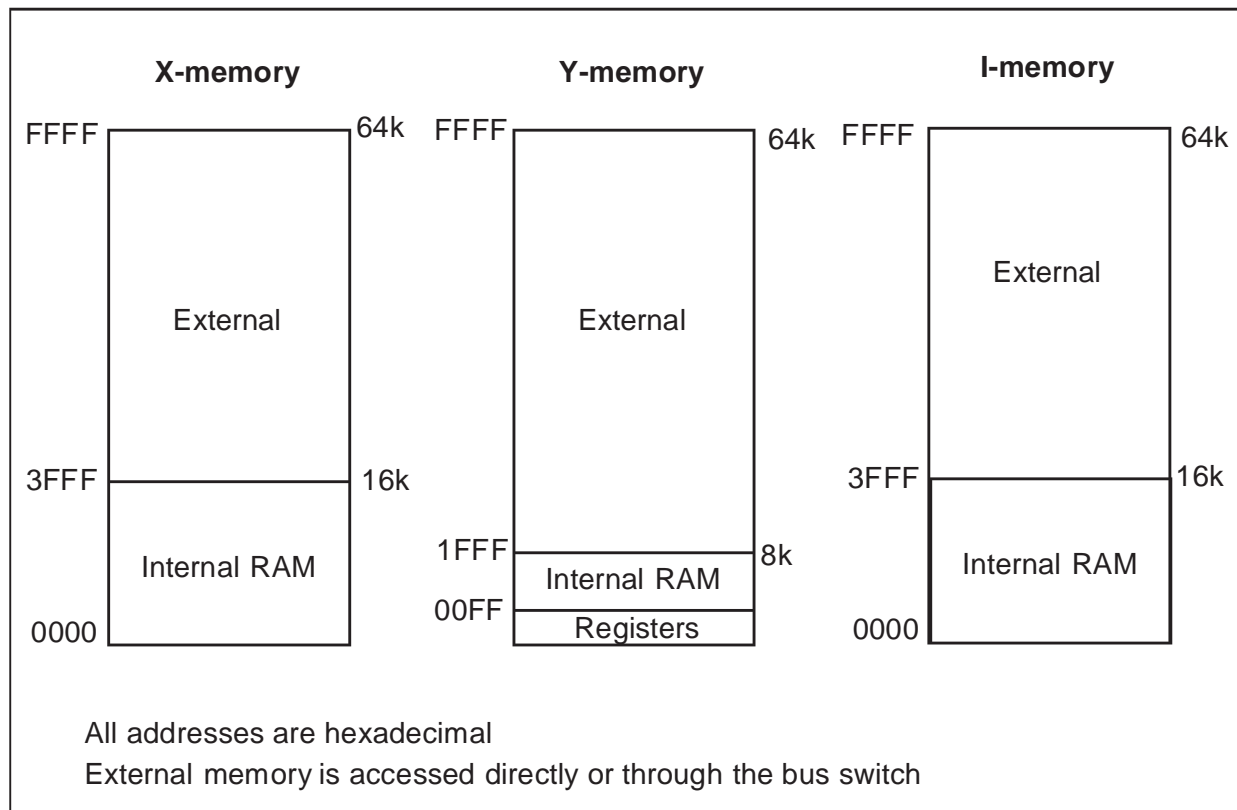 X-memory
Y-memory
I-memory
FFFF
64k
FFFF
64k
FFFF
64k
External
External
External
3FFF
16k
3FFF
16k
1FFF
8k
Internal RAM
Internal RAM
Internal RAM
00FF
Registers
0000
0000
All addresses are hexadecimal
External memory is accessed directly or through the bus switch